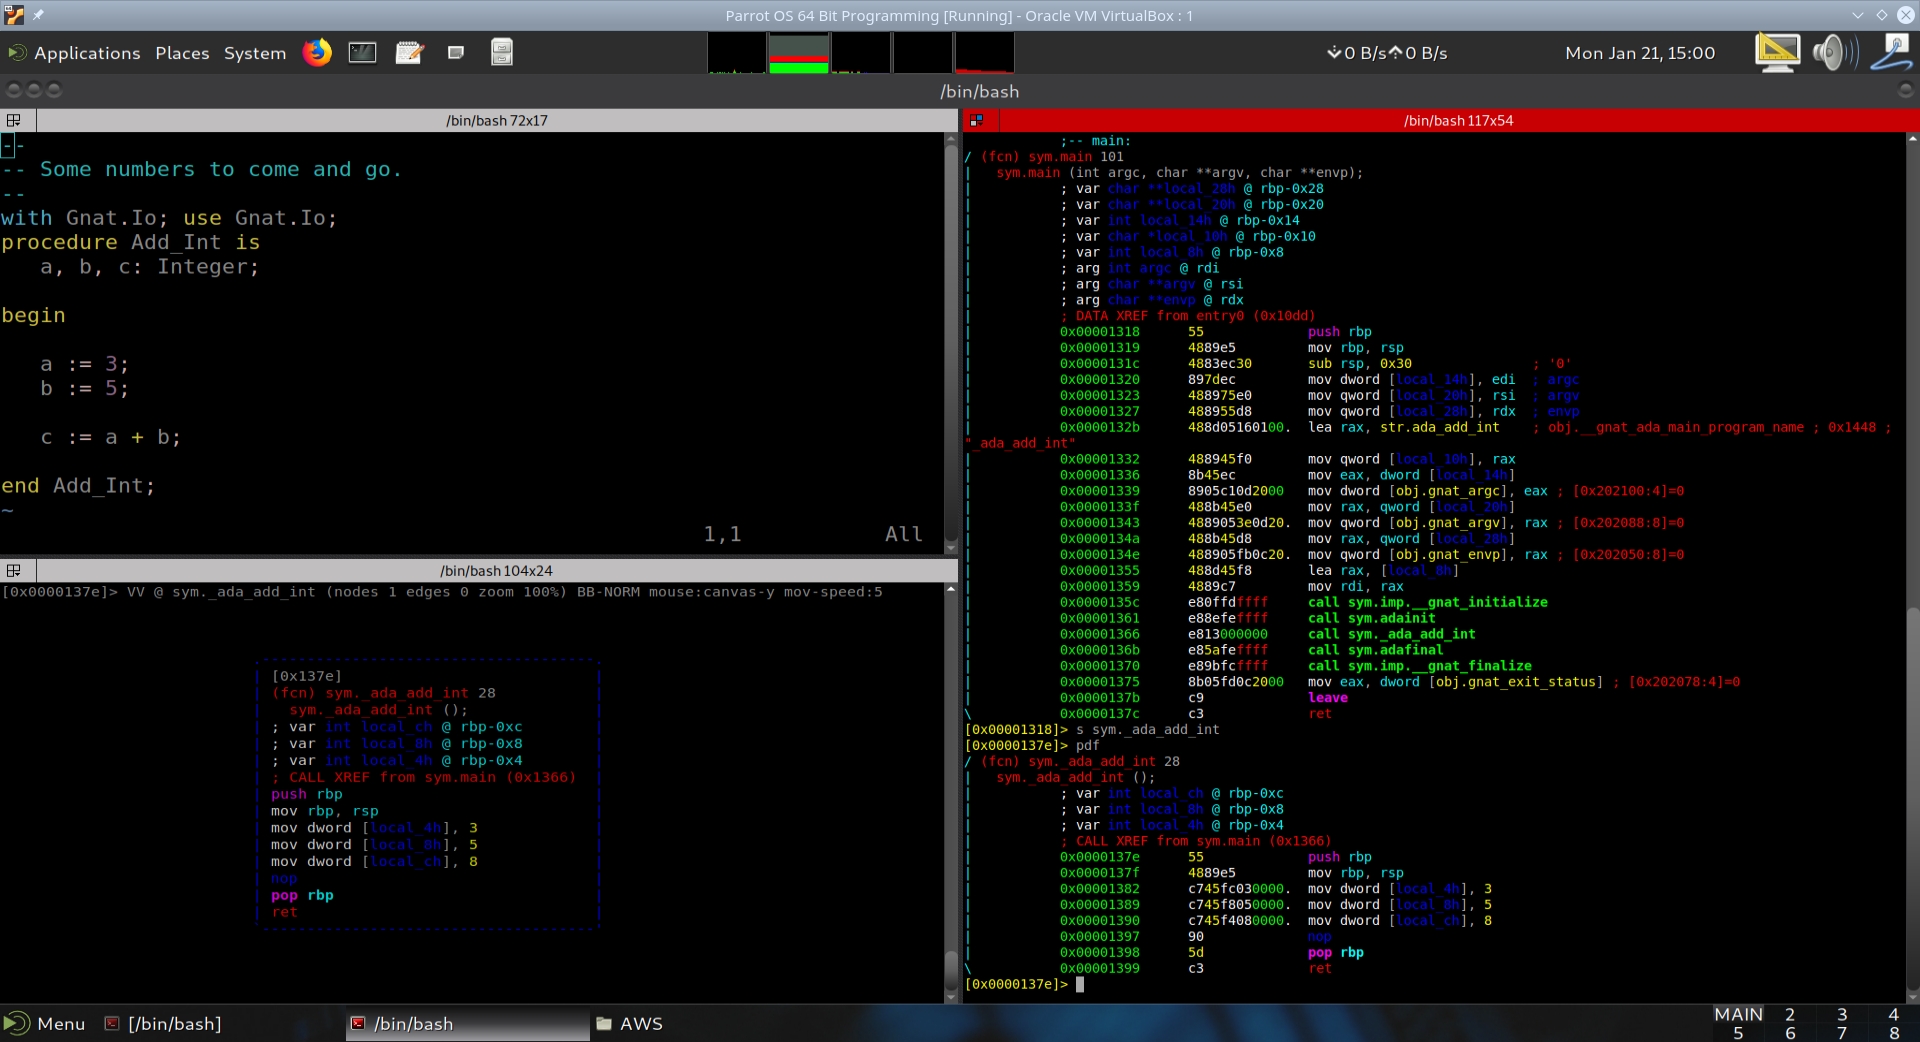 Parrot OS 64 Bit Programming [Running] - Oracle VM VirtualBox : 1
Applications Places System 0 B/s 0 B/s Mon Jan 21, 15:00
/bin/bash
/bin/bash 72x17
--
-- Some numbers to come and go.
--
with Gnat.Io; use Gnat.Io;
procedure Add_Int is
a, b, c: Integer;
begin
a := 3;
b := 5;
c := a + b;
end Add_Int;
~
1,1 All
/bin/bash 104x24
[0x0000137e]> VV @ sym._ada_add_int (nodes 1 edges 0 zoom 100%) BB-NORM mouse:canvas-y mov-speed:5
[0x137e]
(fcn) sym._ada_add_int 28
sym._ada_add_int ();
; var int local_ch @ rbp-0xc
; var int local_8h @ rbp-0x8
; var int local_4h @ rbp-0x4
; CALL XREF from sym.main (0x1366)
push rbp
mov rbp, rsp
mov dword [local_4h], 3
mov dword [local_8h], 5
mov dword [local_ch], 8
nop
pop rbp
ret
/bin/bash 117x54
;-- main:
/ (fcn) sym.main 101
| sym.main (int argc, char **argv, char **envp);
| ; var char **local_28h @ rbp-0x28
| ; var char **local_20h @ rbp-0x20
| ; var int local_14h @ rbp-0x14
| ; var char *local_10h @ rbp-0x10
| ; var int local_8h @ rbp-0x8
| ; arg int argc @ rdi
| ; arg char **argv @ rsi
| ; arg char **envp @ rdx
| ; DATA XREF from entry0 (0x10dd)
| 0x00001318 55 push rbp
| 0x00001319 4889e5 mov rbp, rsp
| 0x0000131c 4883ec30 sub rsp, 0x30 ; '0'
| 0x00001320 897dec mov dword [local_14h], edi ; argc
| 0x00001323 488975e0 mov qword [local_20h], rsi ; argv
| 0x00001327 488955d8 mov qword [local_28h], rdx ; envp
| 0x0000132b 488d05160100. lea rax, str.ada_add_int ; obj.__gnat_ada_main_program_name ; 0x1448 ;
"_ada_add_int"
| 0x00001332 488945f0 mov qword [local_10h], rax
| 0x00001336 8b45ec mov eax, dword [local_14h]
| 0x00001339 8905c10d2000 mov dword [obj.gnat_argc], eax ; [0x202100:4]=0
| 0x0000133f 488b45e0 mov rax, qword [local_20h]
| 0x00001343 4889053e0d20. mov qword [obj.gnat_argv], rax ; [0x202088:8]=0
| 0x0000134a 488b45d8 mov rax, qword [local_28h]
| 0x0000134e 488905fb0c20. mov qword [obj.gnat_envp], rax ; [0x202050:8]=0
| 0x00001355 488d45f8 lea rax, [local_8h]
| 0x00001359 4889c7 mov rdi, rax
| 0x0000135c e80ffdffff call sym.imp.__gnat_initialize
| 0x00001361 e88efeffff call sym.adainit
| 0x00001366 e813000000 call sym._ada_add_int
| 0x0000136b e85afeffff call sym.adafinal
| 0x00001370 e89bfcffff call sym.imp.__gnat_finalize
| 0x00001375 8b05fd0c2000 mov eax, dword [obj.gnat_exit_status] ; [0x202078:4]=0
| 0x0000137b c9 leave
\ 0x0000137c c3 ret
[0x00001318]> s sym._ada_add_int
[0x0000137e]> pdf
/ (fcn) sym._ada_add_int 28
| sym._ada_add_int ();
| ; var int local_ch @ rbp-0xc
| ; var int local_8h @ rbp-0x8
| ; var int local_4h @ rbp-0x4
| ; CALL XREF from sym.main (0x1366)
| 0x0000137e 55 push rbp
| 0x0000137f 4889e5 mov rbp, rsp
| 0x00001382 c745fc030000. mov dword [local_4h], 3
| 0x00001389 c745f8050000. mov dword [local_8h], 5
| 0x00001390 c745f4080000. mov dword [local_ch], 8
| 0x00001397 90 nop
| 0x00001398 5d pop rbp
\ 0x00001399 c3 ret
[0x0000137e]>
Menu [/bin/bash] /bin/bash AWS
MAIN 2 3 4
5 6 7 8